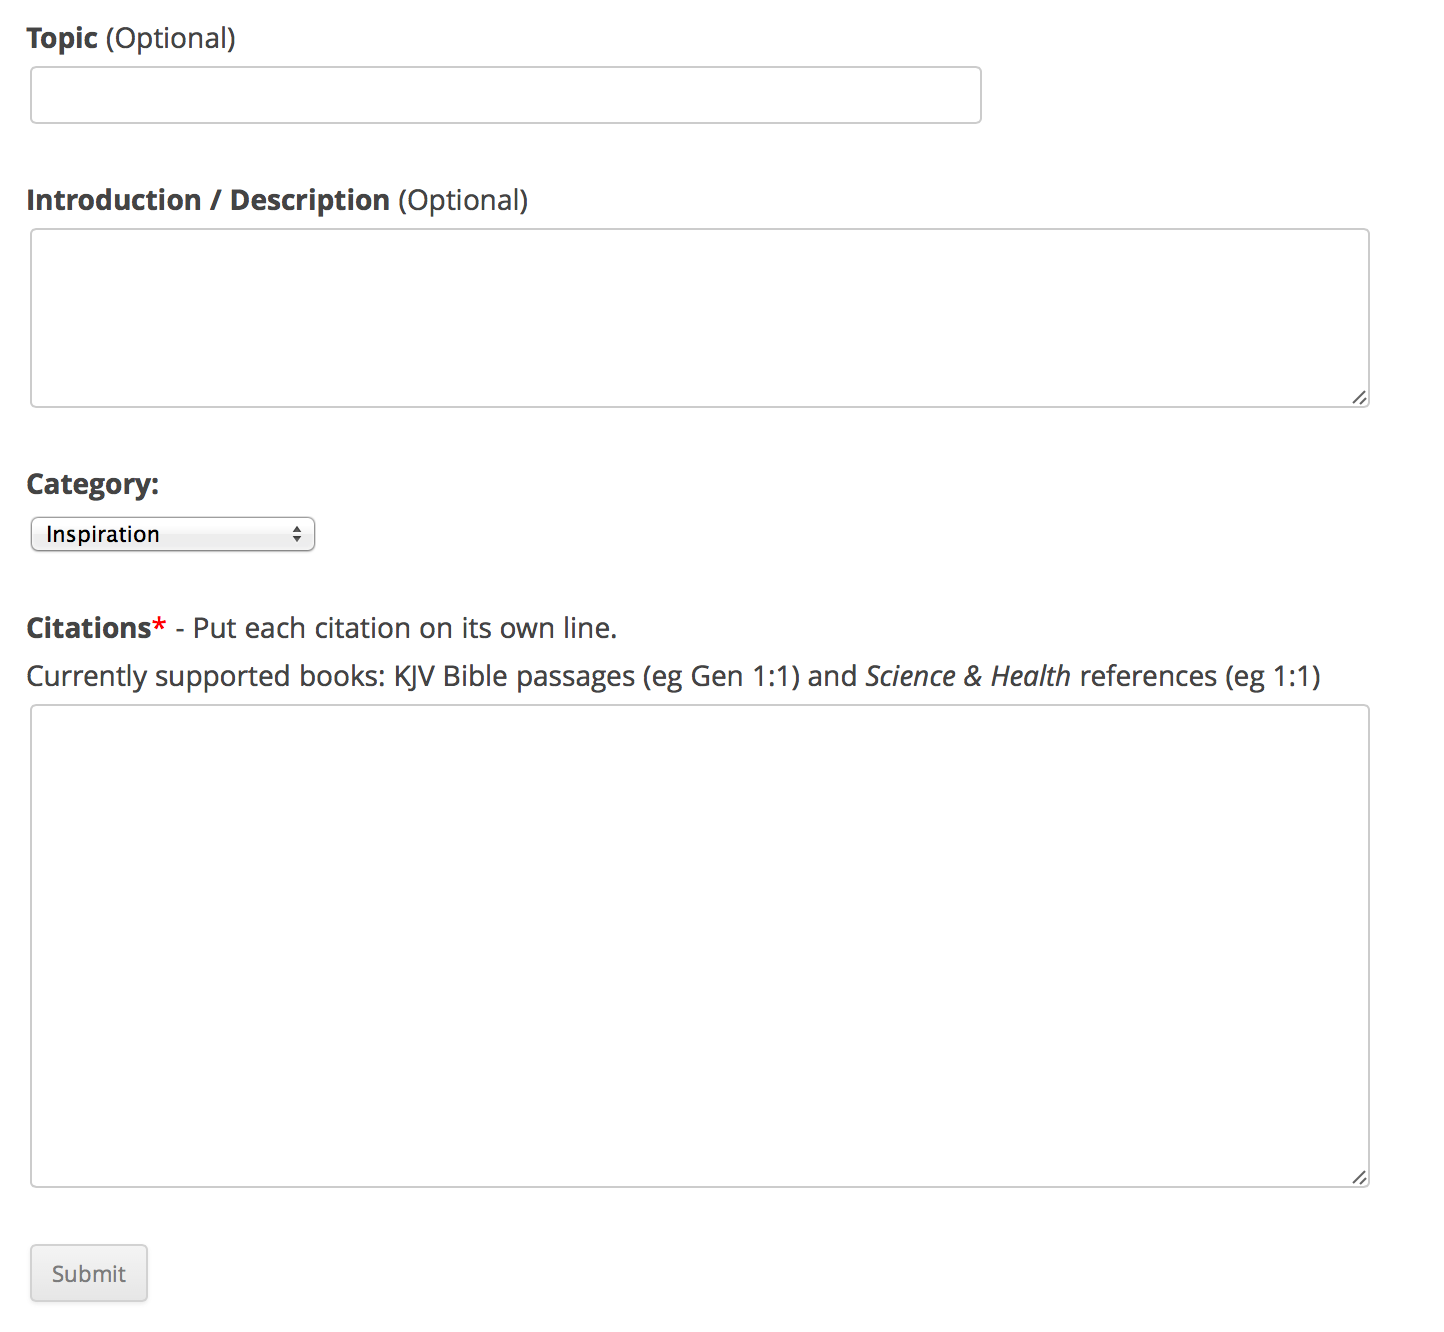 Topic (Optional)
Introduction / Description (Optional)
Category:
Inspiration
Citations* - Put each citation on its own line.
Currently supported books: KJV Bible passages (eg Gen 1:1) and Science & Health references (eg 1:1)
Submit